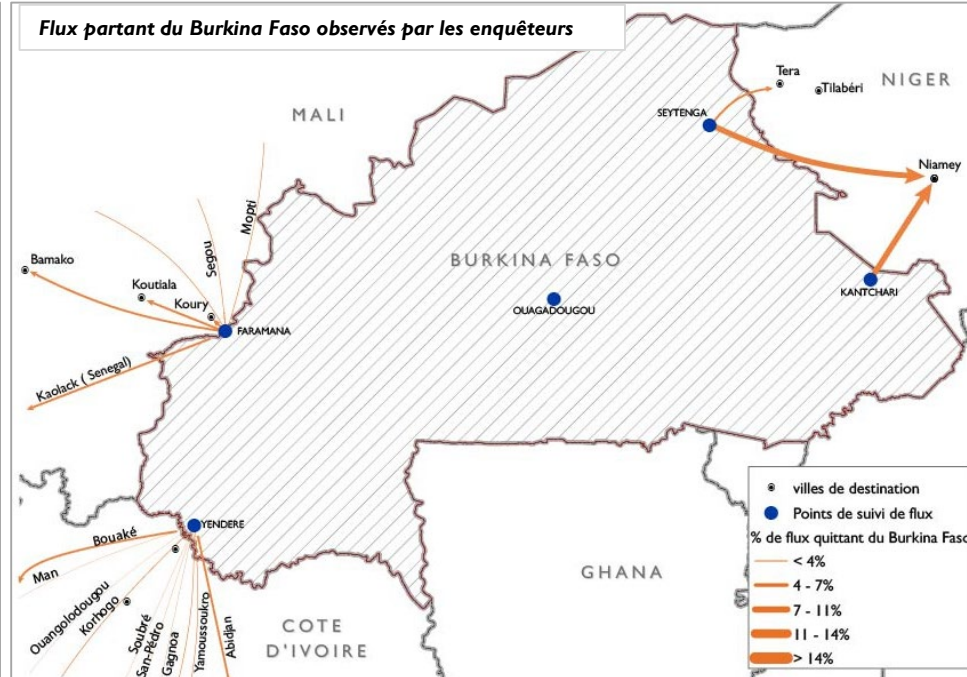 Flux partant du Burkina Faso observés par les enquêteurs
Tera
Tilabéri
NIGER
MALI
SEYTENGA
Niamey
Mopti
Segou
Bamako
BURKINA FASO
Koutiala
Koury
KANTCHARI
OUAGADOUGOU
FARAMANA
Kaolack ( Senegal)
YENDERE
Bouaké
Man
Ouangolodougou
Korhogo
Soubré
San-Pédro
Gagnoa
Yamoussoukro
Abidjan
GHANA
COTE
D'IVOIRE
villes de destination
Points de suivi de flux
% de flux quittant du Burkina Faso
< 4%
4 - 7%
7 - 11%
11 - 14%
> 14%